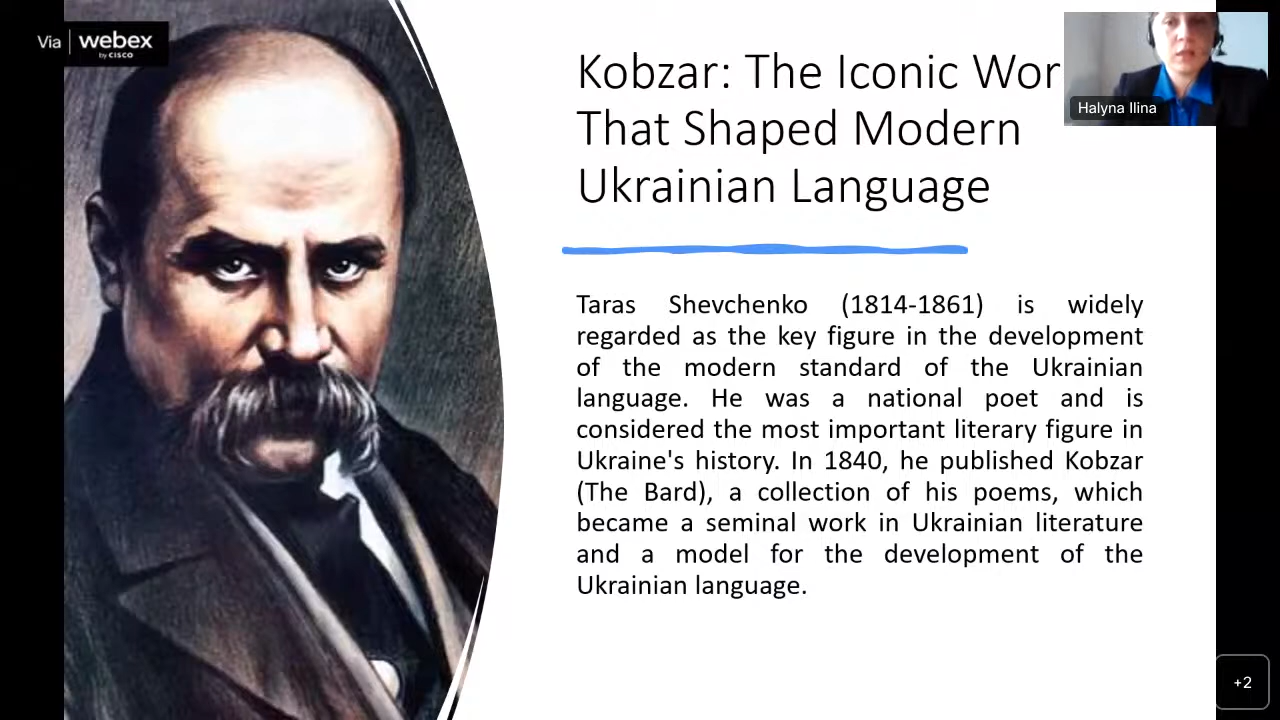 Via webex
by CISCO
Kobzar: The Iconic Wor
That Shaped Modern
Ukrainian Language
Halyna Ilina
Taras Shevchenko (1814-1861) is widely
regarded as the key figure in the development
of the modern standard of the Ukrainian
language. He was a national poet and is
considered the most important literary figure in
Ukraine's history. In 1840, he published Kobzar
(The Bard), a collection of his poems, which
became a seminal work in Ukrainian literature
and a model for the development of the
Ukrainian language.
+2